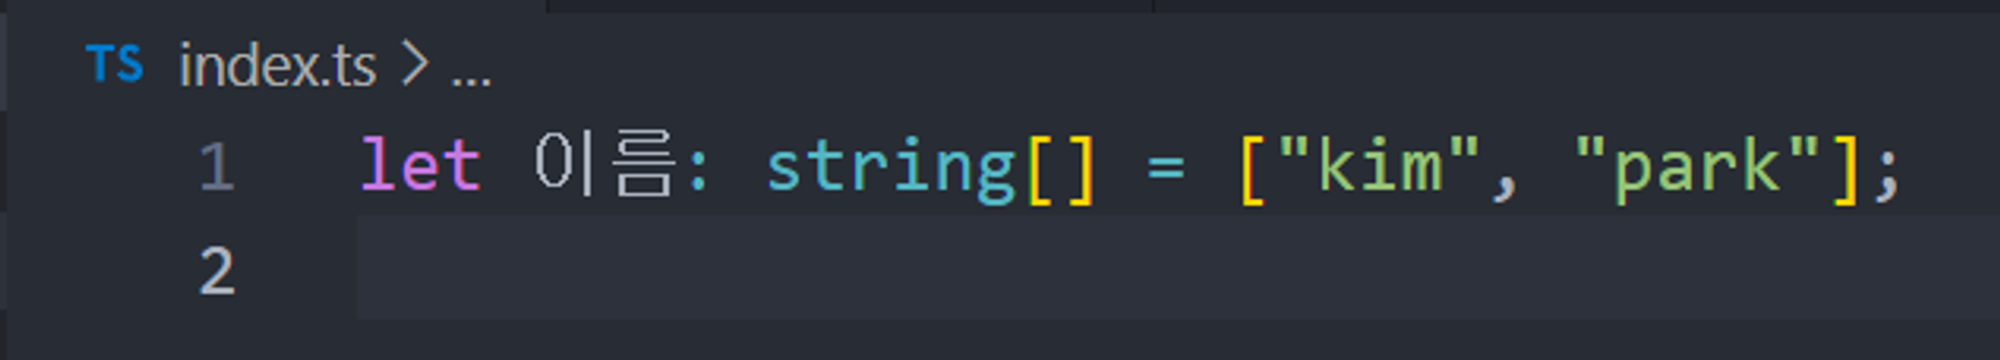 TS index.ts > ...
1 let 이름: string[] = ["kim", "park"];
2